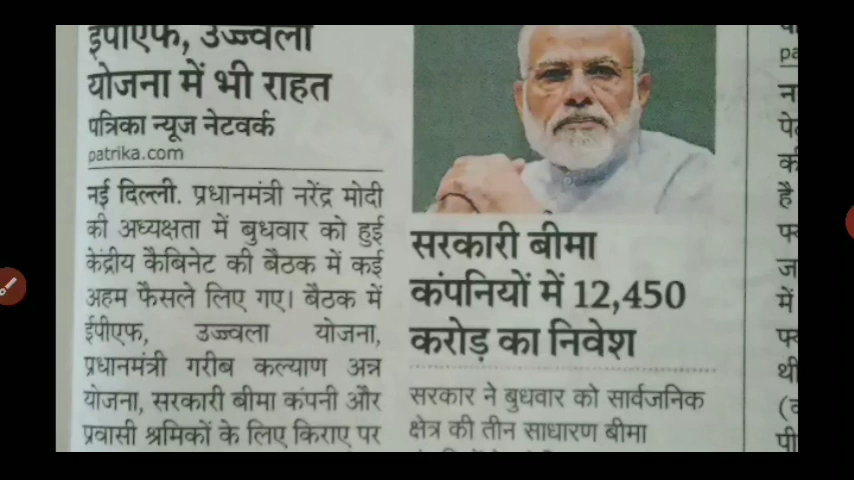 ईपीएफ, उज्ज्वला
योजना में भी राहत
पत्रिका न्यूज नेटवर्क
patrika.com
नई दिल्ली. प्रधानमंत्री नरेंद्र मोदी
की अध्यक्षता में बुधवार को हुई
केंद्रीय कैबिनेट की बैठक में कई
अहम फैसले लिए गए। बैठक में
ईपीएफ, उज्ज्वला योजना,
प्रधानमंत्री गरीब कल्याण अन्न
योजना, सरकारी बीमा कंपनी और
प्रवासी श्रमिकों के लिए किराए पर
सरकारी बीमा
कंपनियों में 12,450
करोड़ का निवेश
सरकार ने बुधवार को सार्वजनिक
क्षेत्र की तीन साधारण बीमा
pa
न
पे
की
है
ज
में
थी
पी